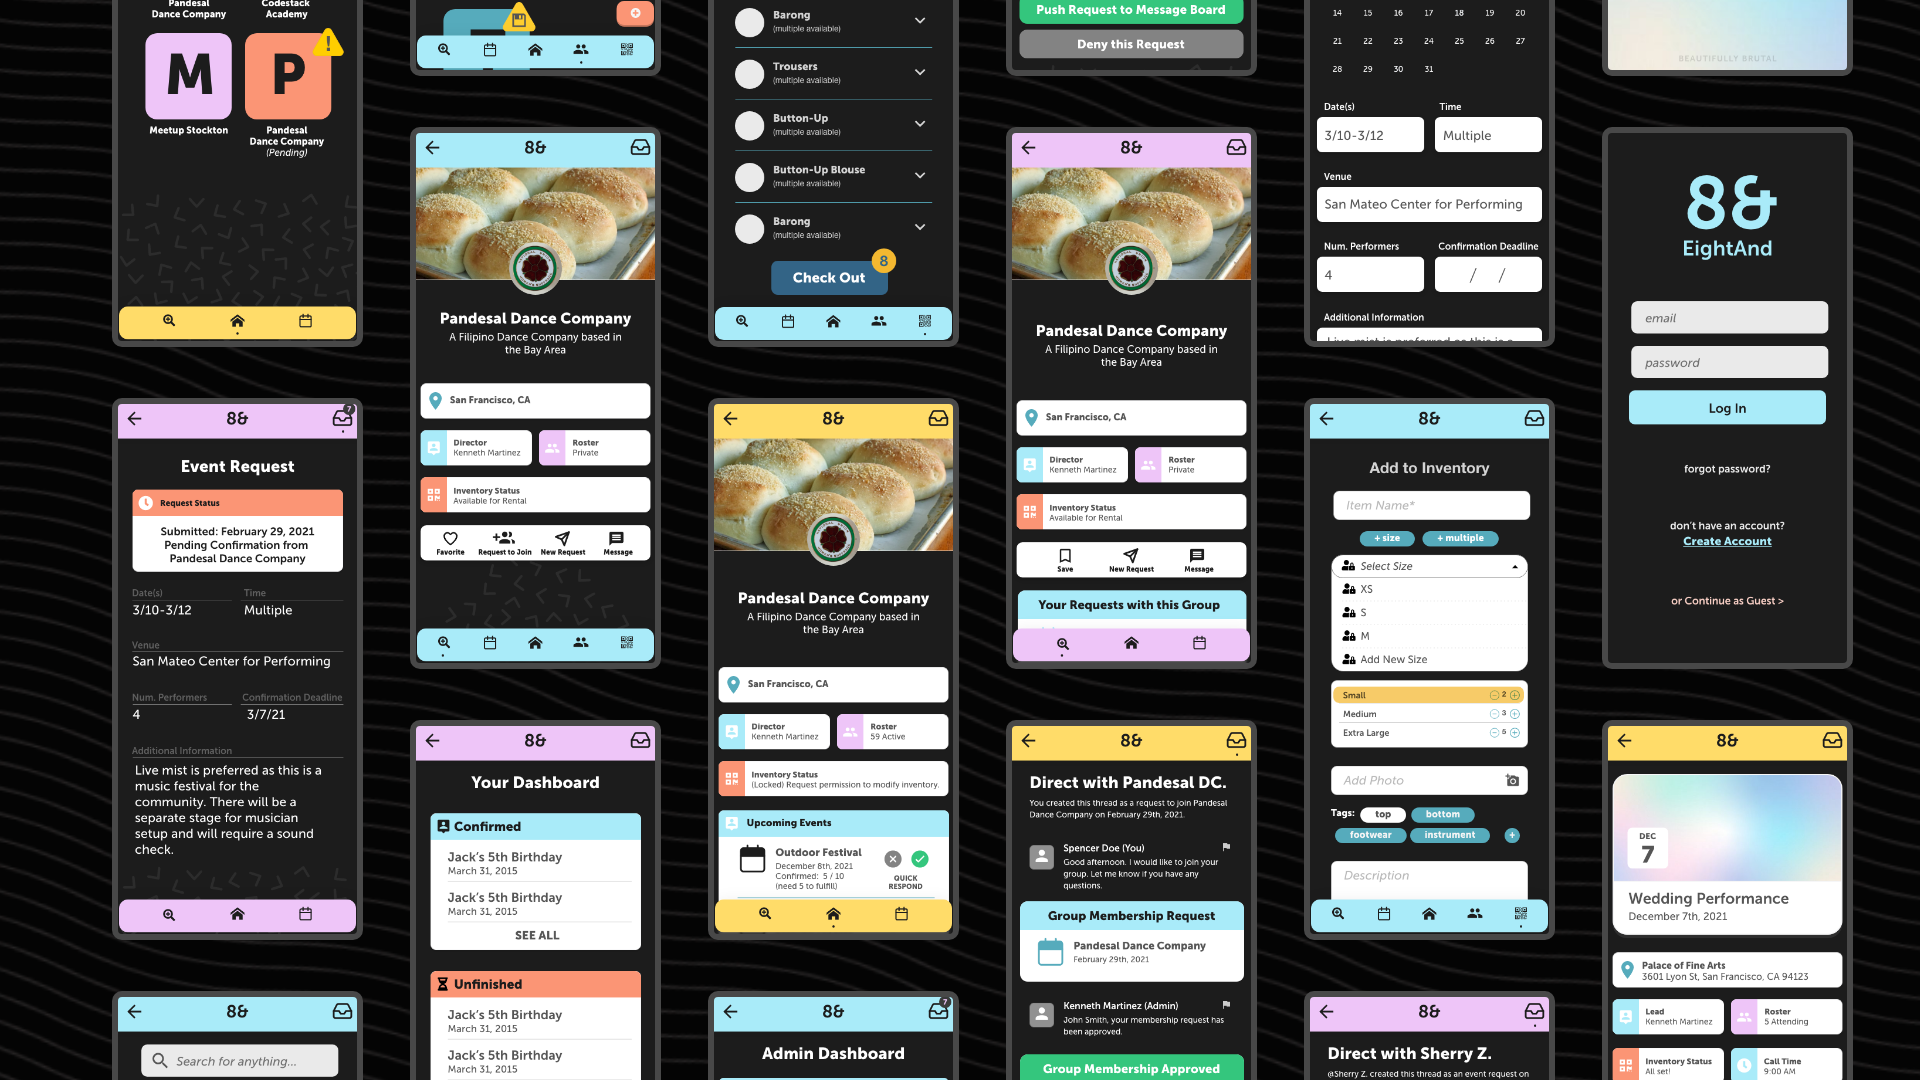 Pandesal
Dance Company
Codestack
Academy
M
P
!
Meetup Stockton
Pandesal
Dance Company
(Pending)
8&
7
Event Request
Request Status
Submitted: February 29, 2021
Pending Confirmation from
Pandesal Dance Company
Date(s)
Time
3/10-3/12
Multiple
Venue
San Mateo Center for Performing
Num. Performers
Confirmation Deadline
4
3/7/21
Additional Information
Live mist is preferred as this is a
music festival for the
community. There will be a
separate stage for musician
setup and will require a sound
check.
8&
Search for anything...
8&
Pandesal Dance Company
A Filipino Dance Company based in
the Bay Area
San Francisco, CA
Director
Kenneth Martinez
Roster
Private
Inventory Status
Available for Rental
Favorite
Request to Join
New Request
Message
8&
Your Dashboard
Confirmed
Jack's 5th Birthday
March 31, 2015
Jack's 5th Birthday
March 31, 2015
SEE ALL
Unfinished
Jack's 5th Birthday
March 31, 2015
Jack's 5th Birthday
March 31, 2015
Barong
(multiple available)
Trousers
(multiple available)
Button-Up
(multiple available)
Button-Up Blouse
(multiple available)
Barong
(multiple available)
8
Check Out
8&
Pandesal Dance Company
A Filipino Dance Company based in
the Bay Area
San Francisco, CA
Director
Kenneth Martinez
Roster
59 Active
Inventory Status
(Locked) Request permission to modify inventory.
Upcoming Events
Outdoor Festival
December 8th, 2021
Confirmed: 5 / 10
(need 5 to fulfill)
QUICK
RESPOND
8&
7
Admin Dashboard
Push Request to Message Board
Deny this Request
8&
Pandesal Dance Company
A Filipino Dance Company based in
the Bay Area
San Francisco, CA
Director
Kenneth Martinez
Roster
Private
Inventory Status
Available for Rental
Save
New Request
Message
Your Requests with this Group
8&
Direct with Pandesal DC.
You created this thread as a request to join Pandesal
Dance Company on February 29th, 2021.
Spencer Doe (You)
Good afternoon. I would like to join your
group. Let me know if you have any
questions.
Group Membership Request
Pandesal Dance Company
February 29th, 2021
Kenneth Martinez (Admin)
John Smith, your membership request has
been approved.
Group Membership Approved
14 15 16 17 18 19 20
21 22 23 24 25 26 27
28 29 30 31
Date(s)
Time
3/10-3/12
Multiple
Venue
San Mateo Center for Performing
Num. Performers
Confirmation Deadline
4
/ /
Additional Information
Live mist is preferred as this is a
8&
Add to Inventory
Item Name*
+ size
+ multiple
Select Size
XS
S
M
Add New Size
Small
2
Medium
3
Extra Large
Add Photo
Tags:
top
bottom
footwear
instrument
+
Description
8&
Direct with Sherry Z.
@Sherry Z. created this thread as an event request on
BEAUTIFULLY BRUTAL
8&
EightAnd
email
password
Log In
forgot password?
don't have an account?
Create Account
or Continue as Guest >
8&
DEC
7
Wedding Performance
December 7th, 2021
Palace of Fine Arts
3601 Lyon St, San Francisco, CA 94123
Lead
Kenneth Martinez
Roster
5 Attending
Inventory Status
All set!
Call Time
9:00 AM